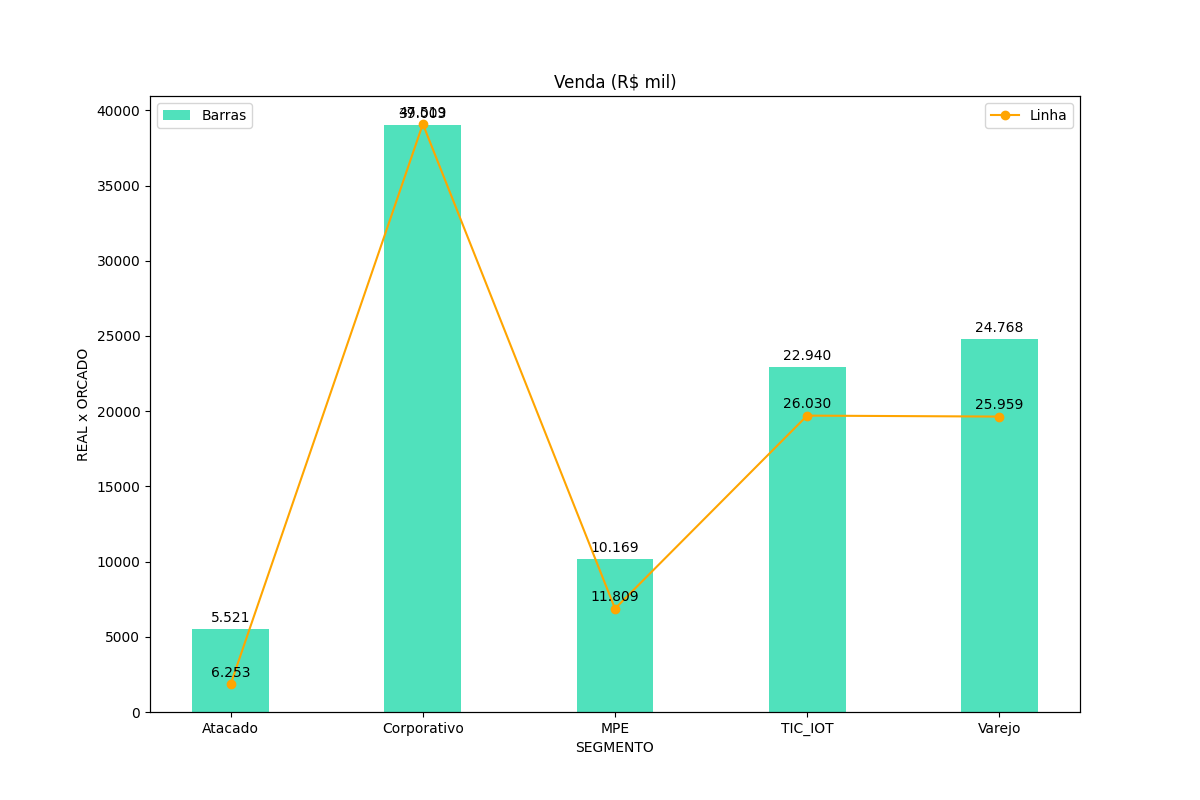 Venda (R$ mil)
Barras
Linha
40000
35000
30000
25000
20000
15000
10000
5000
0
REAL x ORCADO
24.768
22.940
26.030
25.959
10.169
11.809
5.521
6.253
Atacado
Corporativo
MPE
TIC_IOT
Varejo
SEGMENTO